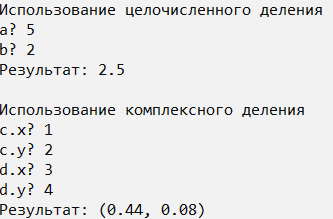 Использование целочисленного деления
a? 5
b? 2
Результат: 2.5
Использование комплексного деления
c.x? 1
c.y? 2
d.x? 3
d.y? 4
Результат: (0.44, 0.08)